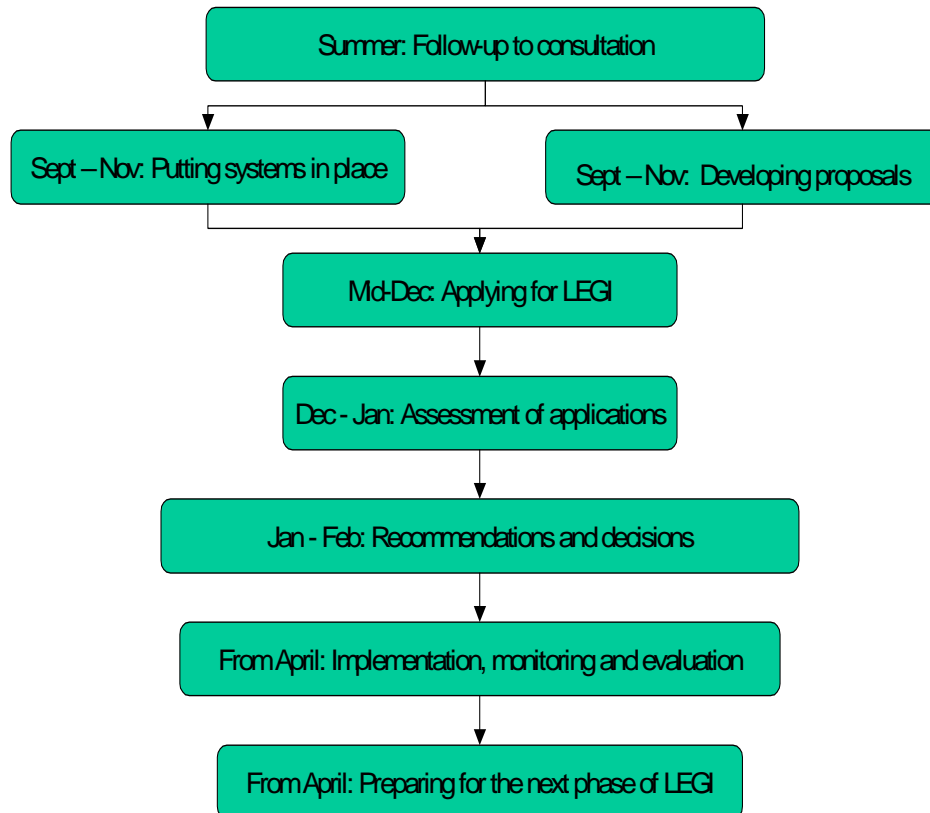 Summer: Follow-up to consultation
Sept – Nov: Putting systems in place
Sept – Nov: Developing proposals
Mid-Dec: Applying for LEGI
Dec - Jan: Assessment of applications
Jan - Feb: Recommendations and decisions
From April: Implementation, monitoring and evaluation
From April: Preparing for the next phase of LEGI